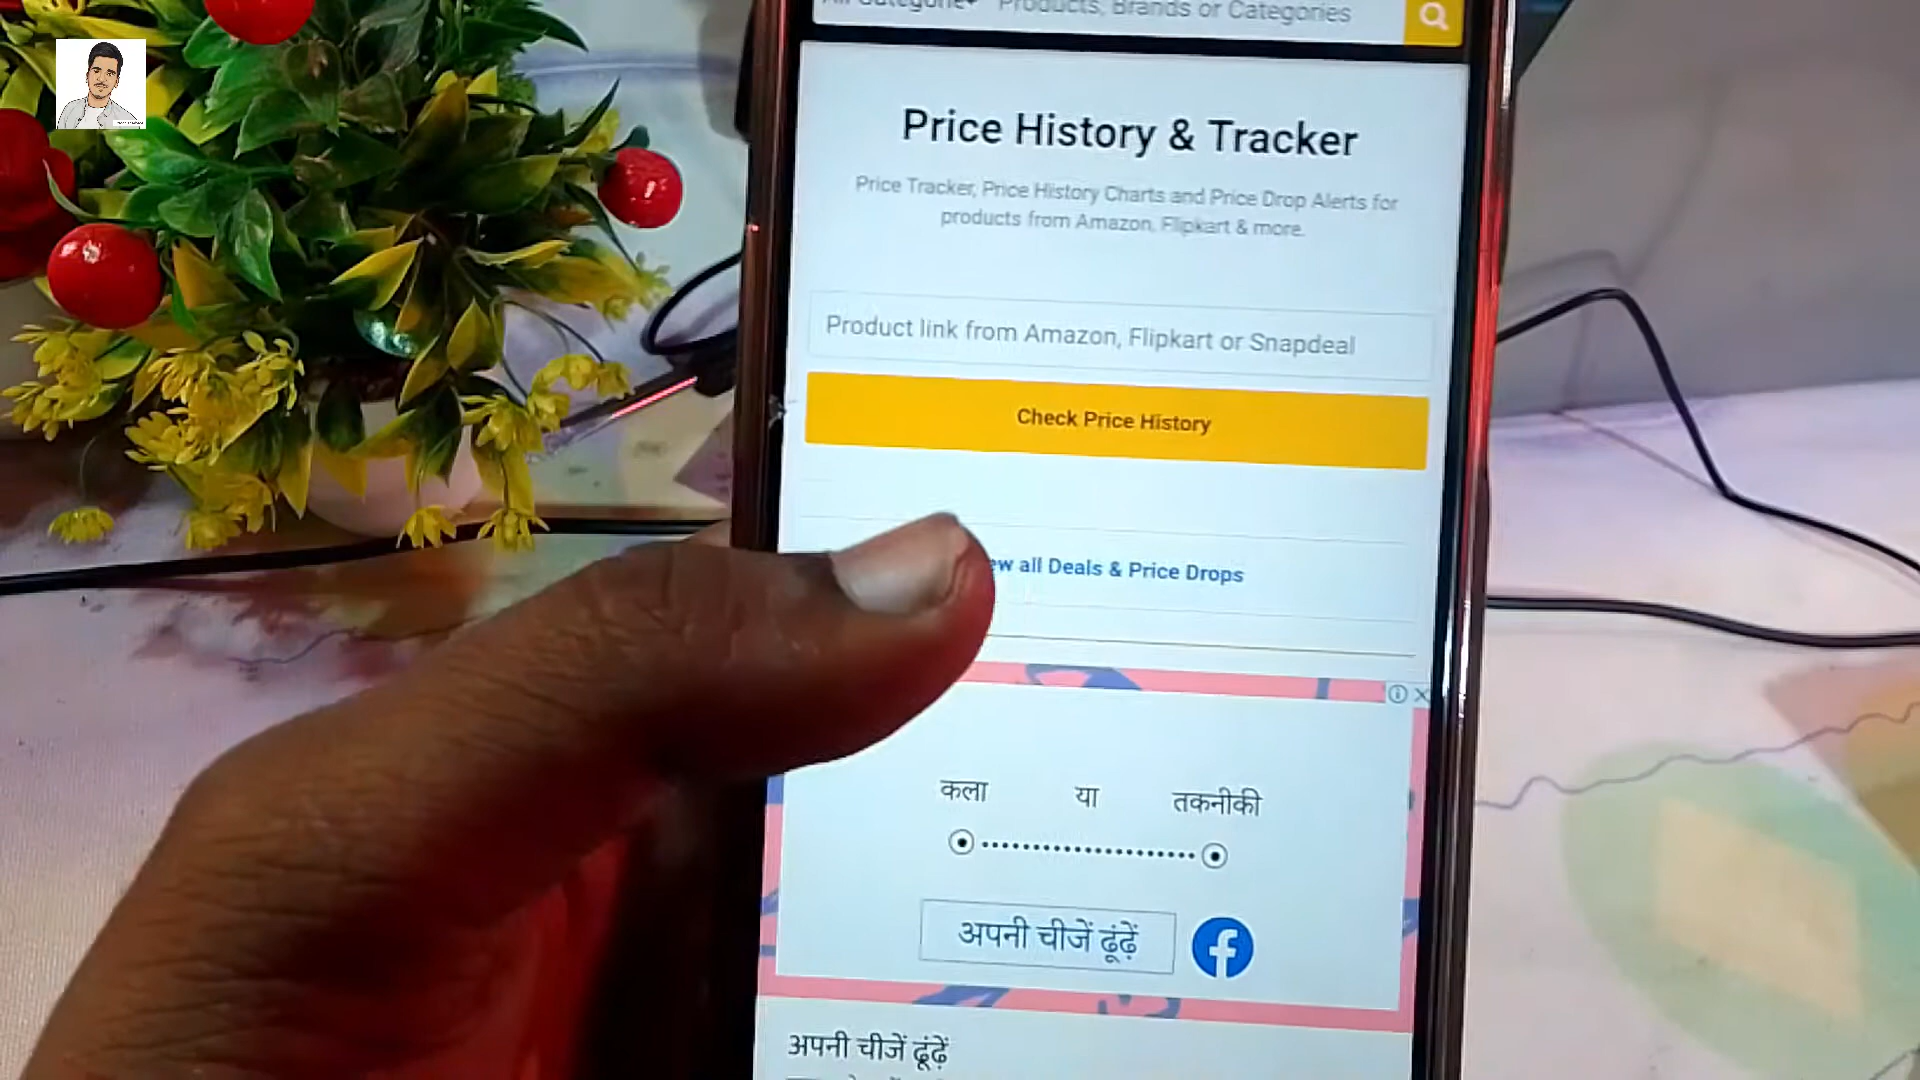 Products, Brands or Categories
Price History & Tracker
Price Tracker, Price History Charts and Price Drop Alerts for
products from Amazon, Flipkart & more.
Product link from Amazon, Flipkart or Snapdeal
Check Price History
all Deals & Price Drops
कला या तकनीकी
अपनी चीजें ढूंढ़ें
अपनी चीजें ढूंढ़ें